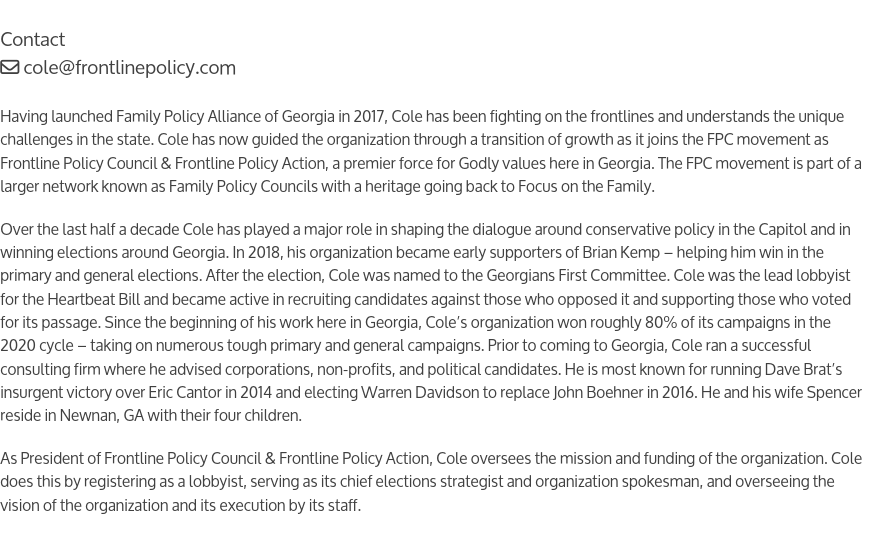 Contact
cole@frontlinepolicy.com
Having launched Family Policy Alliance of Georgia in 2017, Cole has been fighting on the frontlines and understands the unique
challenges in the state. Cole has now guided the organization through a transition of growth as it joins the FPC movement as
Frontline Policy Council & Frontline Policy Action, a premier force for Godly values here in Georgia. The FPC movement is part of a
larger network known as Family Policy Councils with a heritage going back to Focus on the Family.
Over the last half a decade Cole has played a major role in shaping the dialogue around conservative policy in the Capitol and in
winning elections around Georgia. In 2018, his organization became early supporters of Brian Kemp – helping him win in the
primary and general elections. After the election, Cole was named to the Georgians First Committee. Cole was the lead lobbyist
for the Heartbeat Bill and became active in recruiting candidates against those who opposed it and supporting those who voted
for its passage. Since the beginning of his work here in Georgia, Cole’s organization won roughly 80% of its campaigns in the
2020 cycle – taking on numerous tough primary and general campaigns. Prior to coming to Georgia, Cole ran a successful
consulting firm where he advised corporations, non-profits, and political candidates. He is most known for running Dave Brat’s
insurgent victory over Eric Cantor in 2014 and electing Warren Davidson to replace John Boehner in 2016. He and his wife Spencer
reside in Newnan, GA with their four children.
As President of Frontline Policy Council & Frontline Policy Action, Cole oversees the mission and funding of the organization. Cole
does this by registering as a lobbyist, serving as its chief elections strategist and organization spokesman, and overseeing the
vision of the organization and its execution by its staff.